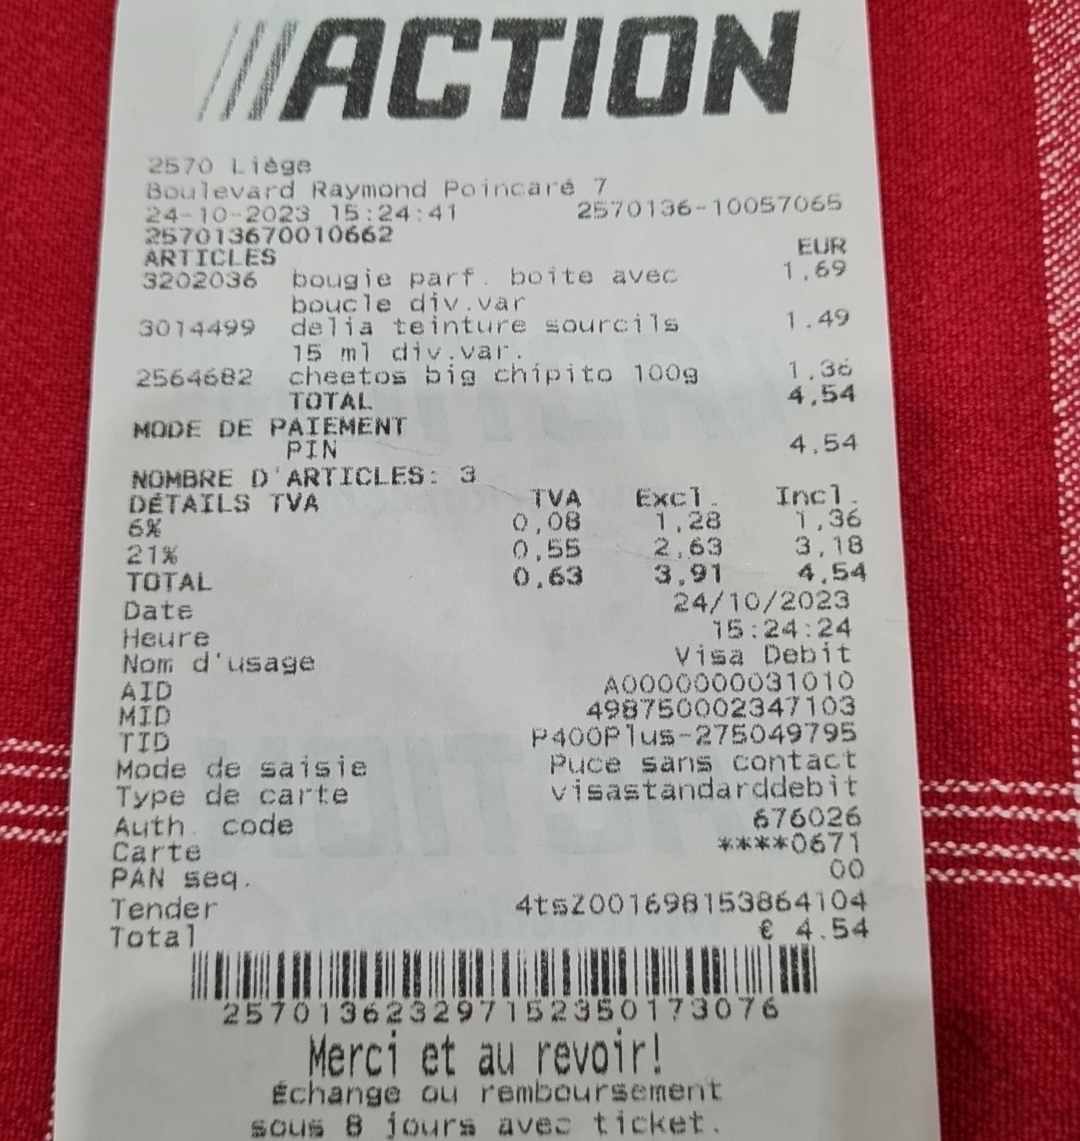 ///ACTION
2570 Liège
Boulevard Raymond Poincaré 7
24-10-2023 15:24:41 2570136-10057065
257013670010662
ARTICLES EUR
3202036 bougie parf. boite avec 1,69
boucle div.var
3014499 delia teinture sourcils 1.49
15 ml div.var.
2564682 cheetos big chipito 100g 1,36
TOTAL 4,54
MODE DE PAIEMENT
PIN 4.54
NOMBRE D'ARTICLES: 3
DÉTAILS TVA TVA Excl. Incl.
6% 0,08 1,28 1,36
21% 0,55 2,63 3,18
TOTAL 0,63 3,91 4,54
Date 24/10/2023
Heure 15:24:24
Nom d'usage Visa Debit
AID A0000000031010
MID 498750002347103
TID P400Plus-275049795
Mode de saisie Puce sans contact
Type de carte visastandarddebit
Auth. code 676026
Carte ****0671
PAN seq. 00
Tender 4tsZ001698153864104
Total € 4.54
257013623297152350173076
Merci et au revoir!
Échange ou remboursement
sous 8 jours avec ticket.